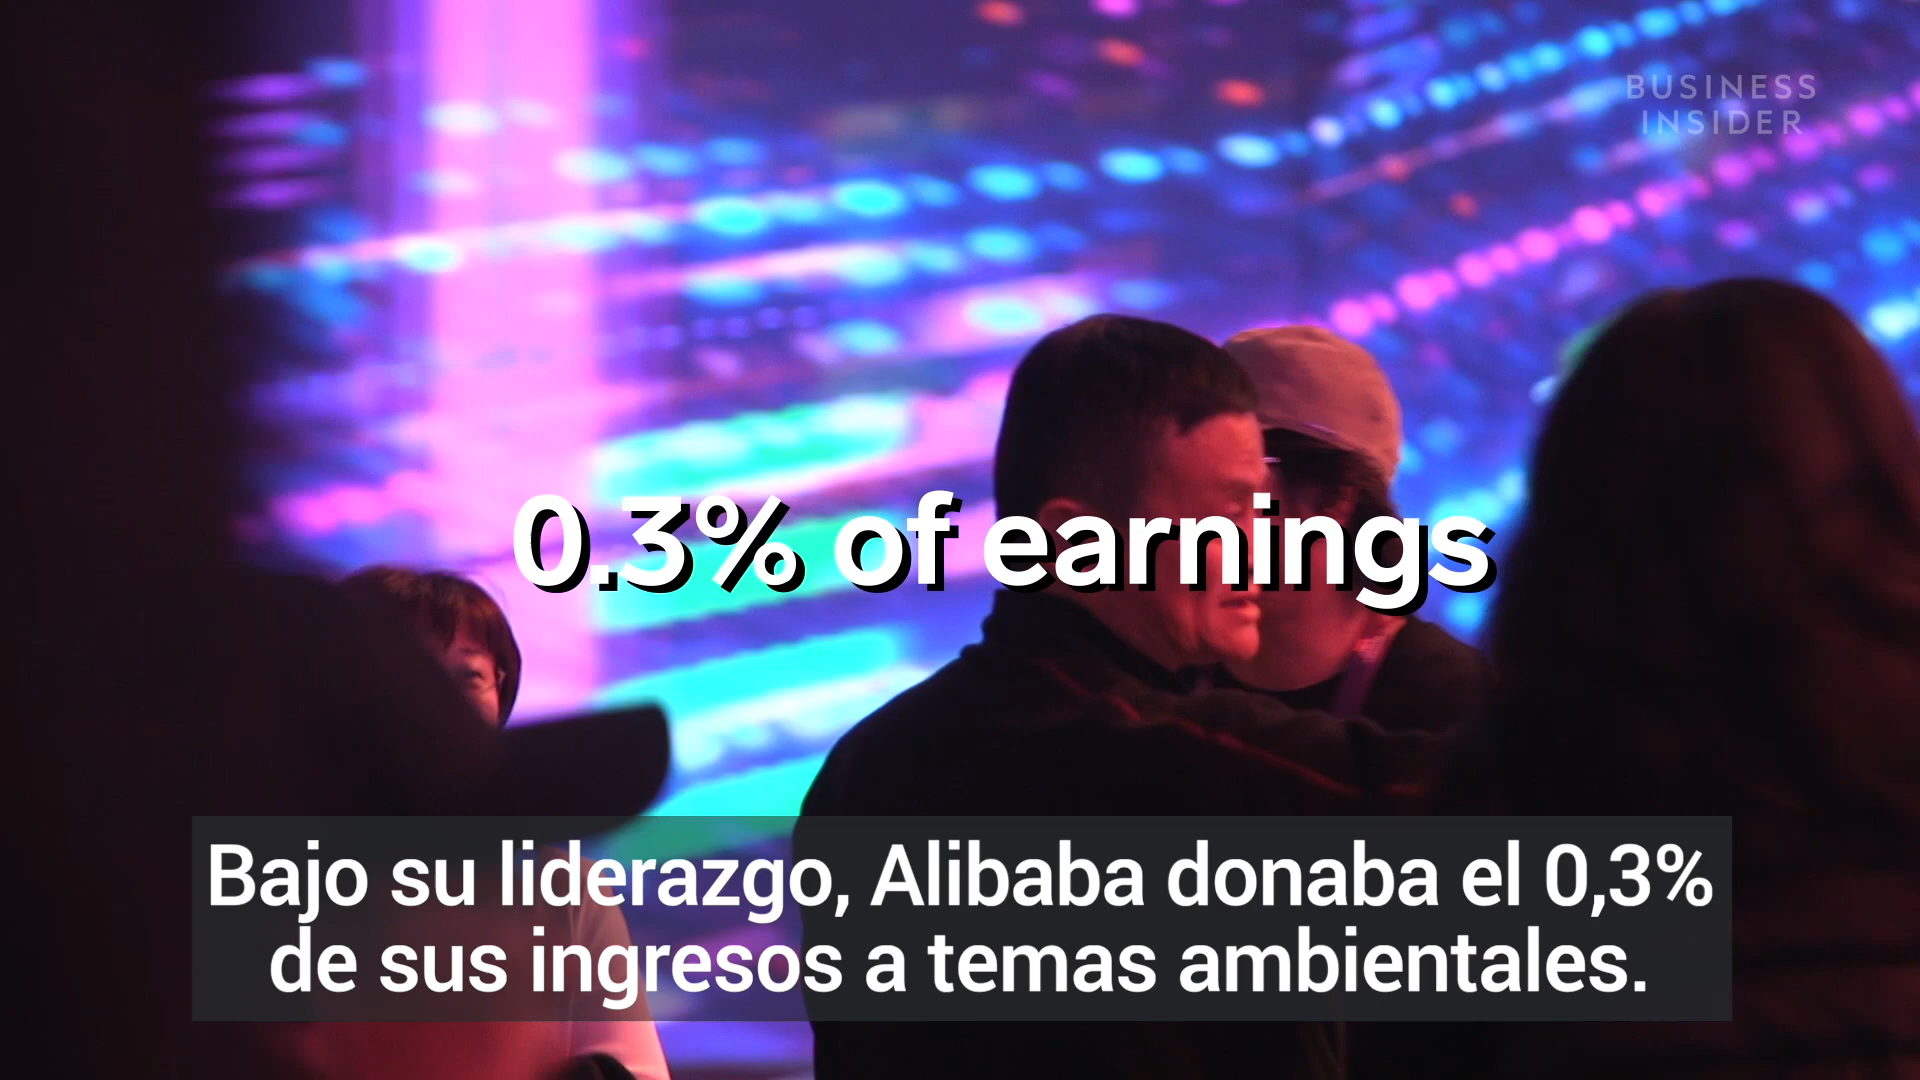 BUSINESS
INSIDER
0.3% of earnings
Bajo su liderazgo, Alibaba donaba el 0,3%
de sus ingresos a temas ambientales.